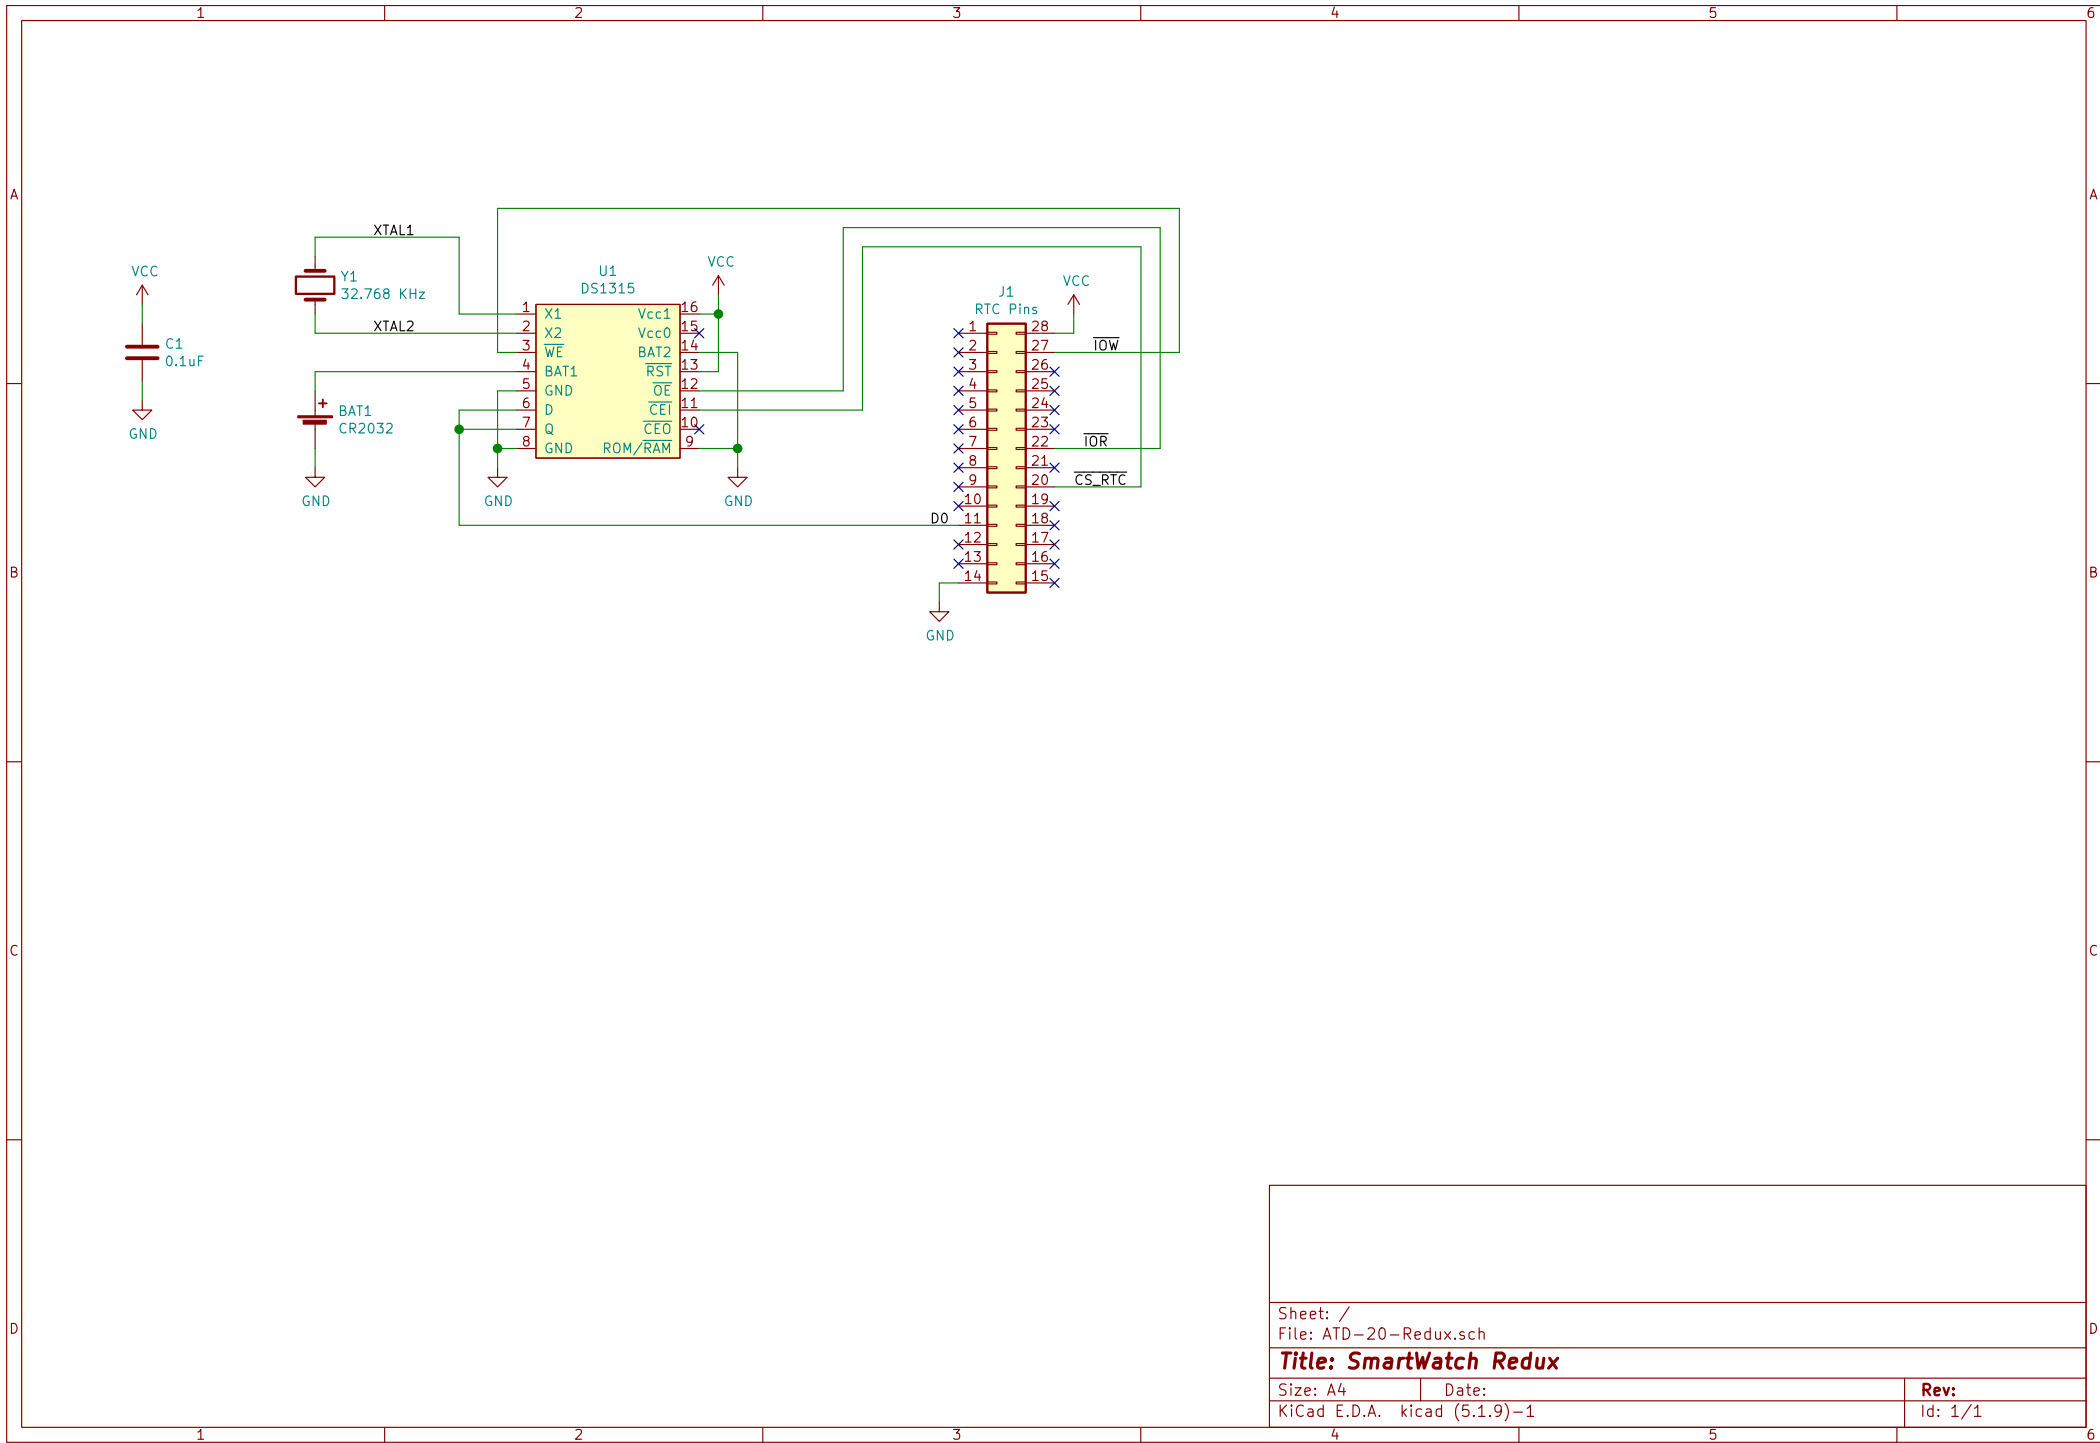 1 2 3 4 5 6
A A
XTAL1
VCC
Y1
32.768 KHz
XTAL2
C1
0.1uF
GND
BAT1
CR2032
+
GND
U1
DS1315
VCC
1 X1 Vcc1 16
2 X2 Vcc0 15
3 WE BAT2 14
4 BAT1 RST 13
5 GND OE 12
6 D CEI 11
7 Q CEO 10
8 GND ROM/RAM 9
GND GND
J1
RTC Pins
VCC
1 28
2 27 IOW
3 26
4 25
5 24
6 23
7 22 IOR
8 21
9 20 CS_RTC
10 19
D0 11 18
12 17
13 16
14 15
GND
B B
C C
D D
Sheet: /
File: ATD-20-Redux.sch
Title: SmartWatch Redux
Size: A4 Date: Rev:
KiCad E.D.A. kicad (5.1.9)-1 Id: 1/1
1 2 3 4 5 6